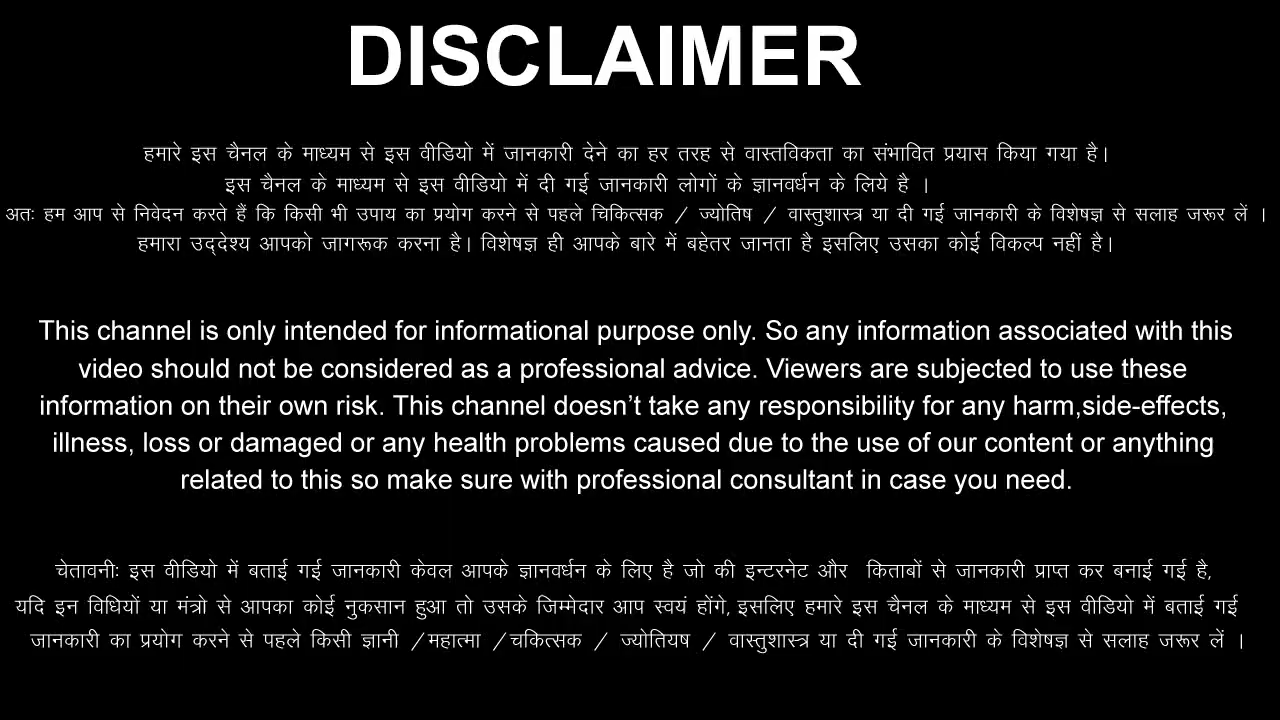 DISCLAIMER
हमारे इस चैनल के माध्यम से इस वीडियो में जानकारी देने का हर तरह से वास्तविकता का संभावित प्रयास किया गया है।
इस चैनल के माध्यम से इस वीडियो में दी गई जानकारी लोगों के ज्ञानवर्धन के लिये है ।
अतः हम आप से निवेदन करते हैं कि किसी भी उपाय का प्रयोग करने से पहले चिकित्सक / ज्योतिष / वास्तुशास्त्र या दी गई जानकारी के विशेषज्ञ से सलाह जरूर लें ।
हमारा उद्देश्य आपको जागरूक करना है। विशेषज्ञ ही आपके बारे में बहेतर जानता है इसलिए उसका कोई विकल्प नहीं है।
This channel is only intended for informational purpose only. So any information associated with this
video should not be considered as a professional advice. Viewers are subjected to use these
information on their own risk. This channel doesn’t take any responsibility for any harm,side-effects,
illness, loss or damaged or any health problems caused due to the use of our content or anything
related to this so make sure with professional consultant in case you need.
चेतावनीः इस वीडियो में बताई गई जानकारी केवल आपके ज्ञानवर्धन के लिए है जो की इन्टरनेट और किताबों से जानकारी प्राप्त कर बनाई गई है,
यदि इन विधियों या मंत्रो से आपका कोई नुकसान हुआ तो उसके जिम्मेदार आप स्वयं होंगे, इसलिए हमारे इस चैनल के माध्यम से इस वीडियो में बताई गई
जानकारी का प्रयोग करने से पहले किसी ज्ञानी /महात्मा /चकित्सक / ज्योतियष / वास्तुशास्त्र या दी गई जानकारी के विशेषज्ञ से सलाह जरूर लें ।